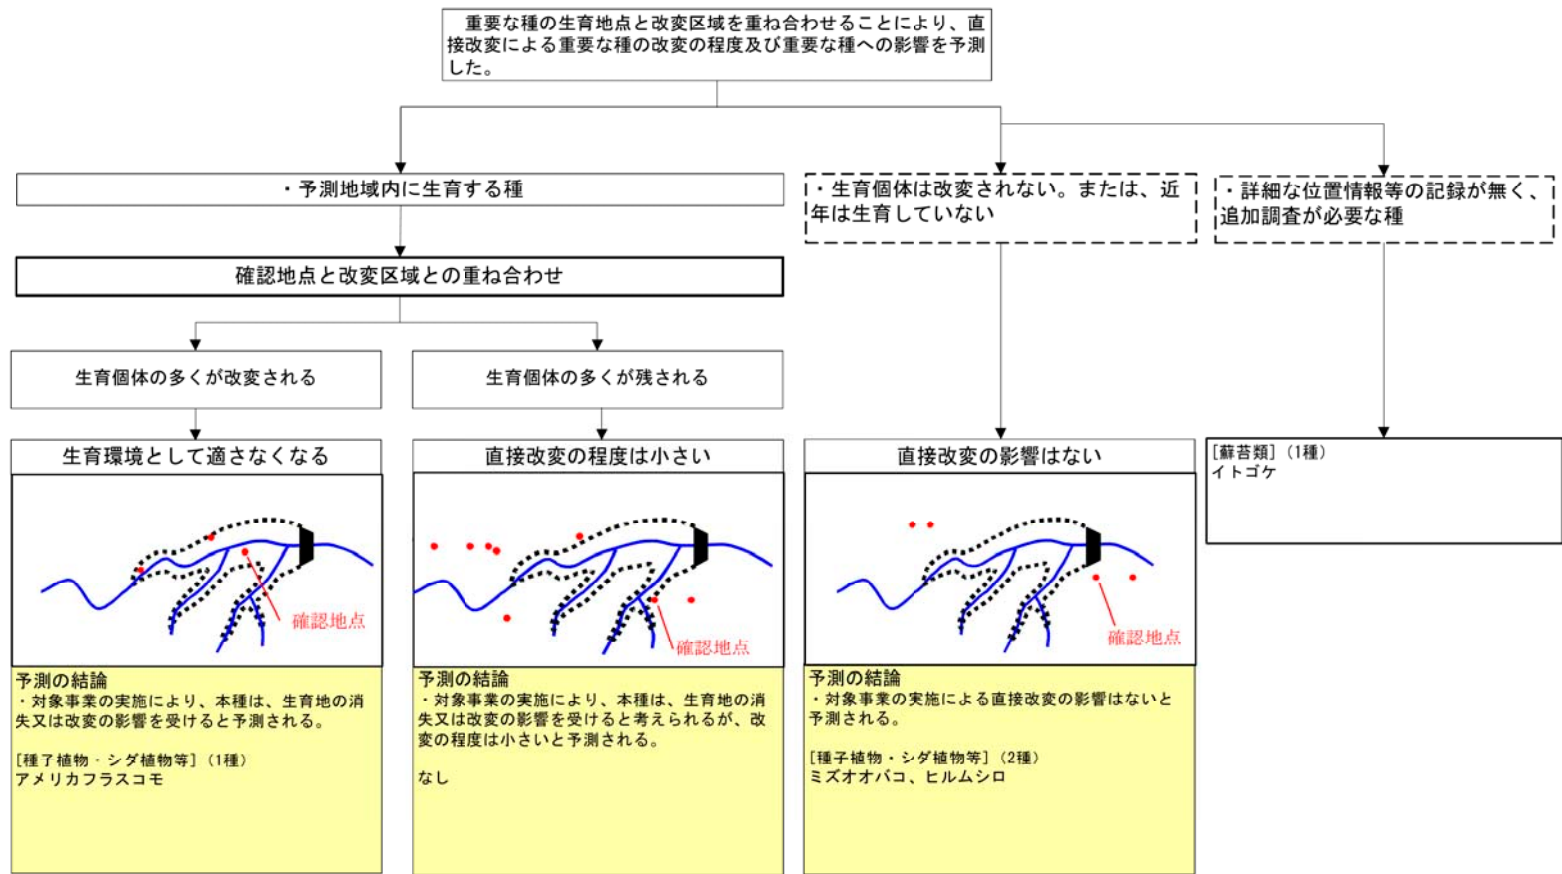 重要な種の生育地点と改変区域を重ね合わせることにより、直
接改変による重要な種の改変の程度及び重要な種への影響を予測
した。
・予測地域内に生育する種
・生育個体は改変されない。または、近
年は生育していない
・詳細な位置情報等の記録が無く、
追加調査が必要な種
確認地点と改変区域との重ね合わせ
生育個体の多くが改変される
生育個体の多くが残される
生育環境として適さなくなる
確認地点
予測の結論
・対象事業の実施により、本種は、生育地の消
失又は改変の影響を受けると予測される。
[種子植物・シダ植物等]（1種）
アメリカフラスコモ
直接改変の程度は小さい
確認地点
予測の結論
・対象事業の実施により、本種は、生育地の消
失又は改変の影響を受けると考えられるが、改
変の程度は小さいと予測される。
なし
直接改変の影響はない
確認地点
予測の結論
・対象事業の実施による直接改変の影響はないと
予測される。
[種子植物・シダ植物等]（2種）
ミズオオバコ、ヒルムシロ
[蘚苔類]（1種）
イトゴケ